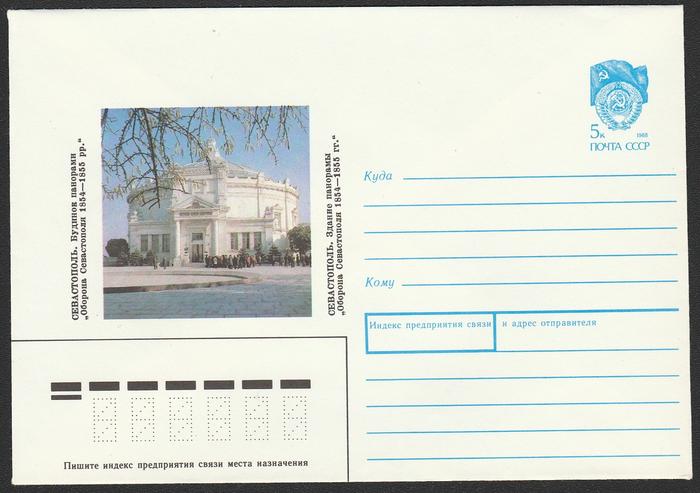 СЕВАСТОПОЛЬ. Будинок панорами
„Оборона Севастополя 1854—1855 рр.“
СЕВАСТОПОЛЬ. Здание панорамы
„Оборона Севастополя 1854—1855 гг.“
5к 1988
ПОЧТА СССР
Куда
Кому
Индекс предприятия связи и адрес отправителя
Пишите индекс предприятия связи места назначения